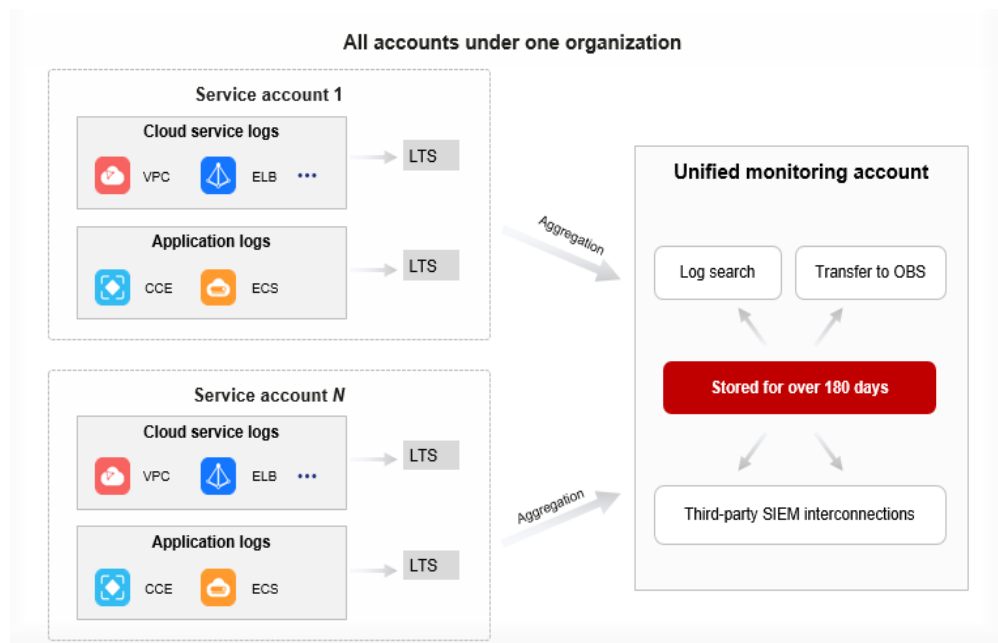 All accounts under one organization
Service account 1
Cloud service logs
VPC
ELB
LTS
Application logs
CCE
ECS
LTS
Aggregation
Service account N
Cloud service logs
VPC
ELB
LTS
Application logs
CCE
ECS
LTS
Aggregation
Unified monitoring account
Log search
Transfer to OBS
Stored for over 180 days
Third-party SIEM interconnections